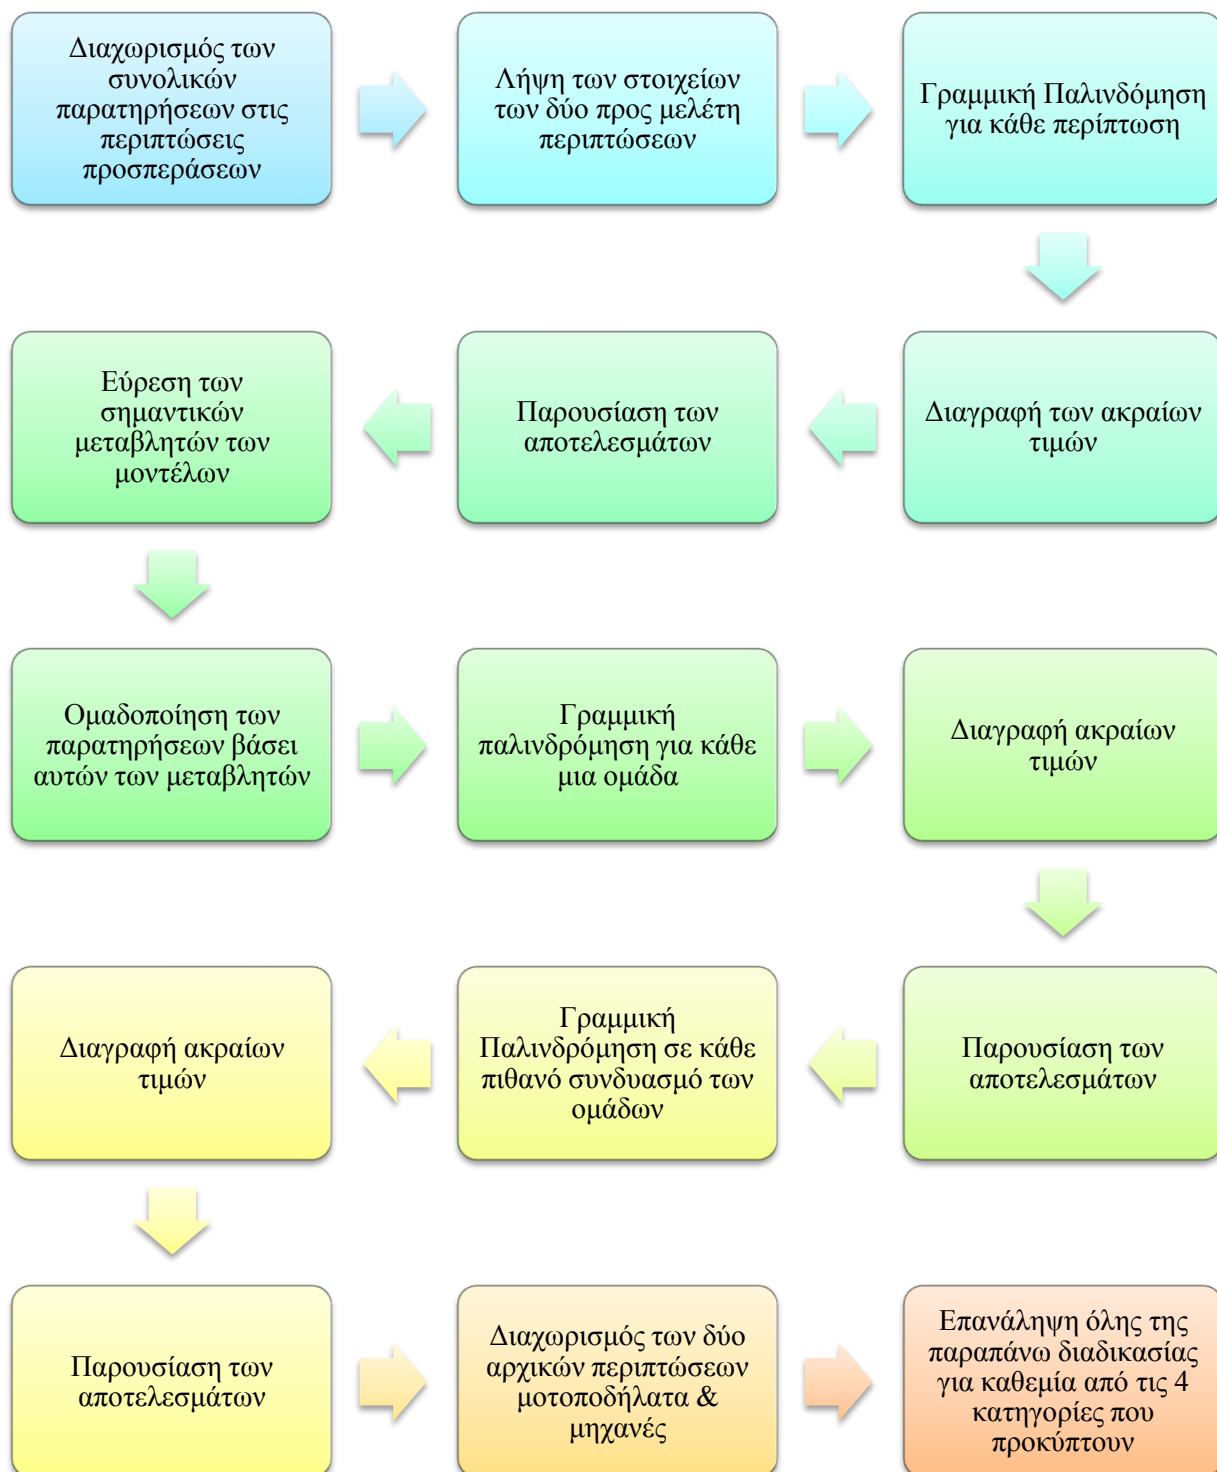 Διαχωρισμός των
συνολικών
παρατηρήσεων στις
περιπτώσεις
προσπεράσεων
Λήψη των στοιχείων
των δύο προς μελέτη
περιπτώσεων
Γραμμική Παλινδόμηση
για κάθε περίπτωση
Διαγραφή των ακραίων
τιμών
Παρουσίαση των
αποτελεσμάτων
Εύρεση των
σημαντικών
μεταβλητών των
μοντέλων
Ομαδοποίηση των
παρατηρήσεων βάσει
αυτών των μεταβλητών
Γραμμική
παλινδρόμηση για κάθε
μια ομάδα
Διαγραφή ακραίων
τιμών
Παρουσίαση των
αποτελεσμάτων
Γραμμική
Παλινδρόμηση σε κάθε
πιθανό συνδυασμό των
ομάδων
Διαγραφή ακραίων
τιμών
Παρουσίαση των
αποτελεσμάτων
Διαχωρισμός των δύο
αρχικών περιπτώσεων
μοτοποδήλατα &
μηχανές
Επανάληψη όλης της
παραπάνω διαδικασίας
για καθεμία από τις 4
κατηγορίες που
προκύπτουν